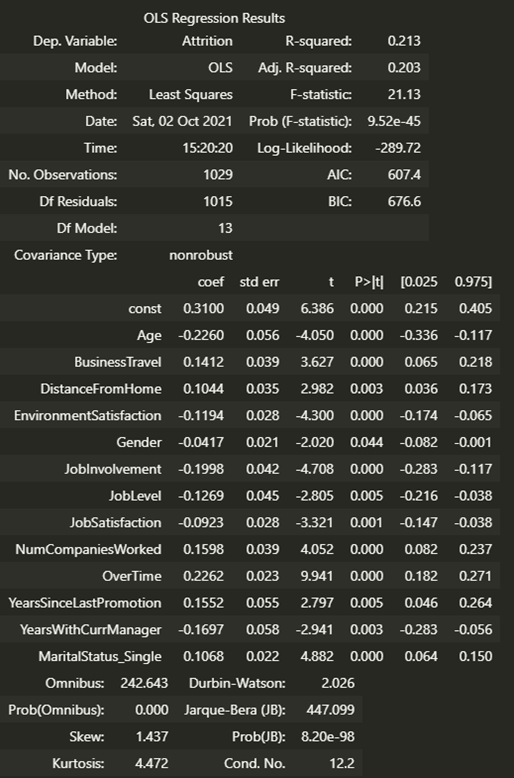 OLS Regression Results
Dep. Variable: Attrition R-squared: 0.213
Model: OLS Adj. R-squared: 0.203
Method: Least Squares F-statistic: 21.13
Date: Sat, 02 Oct 2021 Prob (F-statistic): 9.52e-45
Time: 15:20:20 Log-Likelihood: -289.72
No. Observations: 1029 AIC: 607.4
Df Residuals: 1015 BIC: 676.6
Df Model: 13
Covariance Type: nonrobust
coef std err t P>|t| [0.025 0.975]
const 0.3100 0.049 6.386 0.000 0.215 0.405
Age -0.2260 0.056 -4.050 0.000 -0.336 -0.117
BusinessTravel 0.1412 0.039 3.627 0.000 0.065 0.218
DistanceFromHome 0.1044 0.035 2.982 0.003 0.036 0.173
EnvironmentSatisfaction -0.1194 0.028 -4.300 0.000 -0.174 -0.065
Gender -0.0417 0.021 -2.020 0.044 -0.082 -0.001
JobInvolvement -0.1998 0.042 -4.708 0.000 -0.283 -0.117
JobLevel -0.1269 0.045 -2.805 0.005 -0.216 -0.038
JobSatisfaction -0.0923 0.028 -3.321 0.001 -0.147 -0.038
NumCompaniesWorked 0.1598 0.039 4.052 0.000 0.082 0.237
OverTime 0.2262 0.023 9.941 0.000 0.182 0.271
YearsSinceLastPromotion 0.1552 0.055 2.797 0.005 0.046 0.264
YearsWithCurrManager -0.1697 0.058 -2.941 0.003 -0.283 -0.056
MaritalStatus_Single 0.1068 0.022 4.882 0.000 0.064 0.150
Omnibus: 242.643 Durbin-Watson: 2.026
Prob(Omnibus): 0.000 Jarque-Bera (JB): 447.099
Skew: 1.437 Prob(JB): 8.20e-98
Kurtosis: 4.472 Cond. No. 12.2